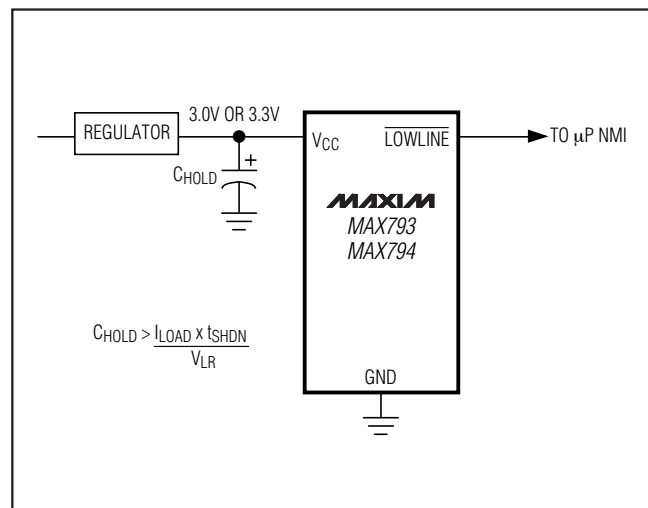 REGULATOR
3.0V OR 3.3V
+
CHOLD
VCC
LOWLINE
TO μP NMI
MAXIM
MAX793
MAX794
CHOLD > ILOAD x tSHDN
VLR
GND